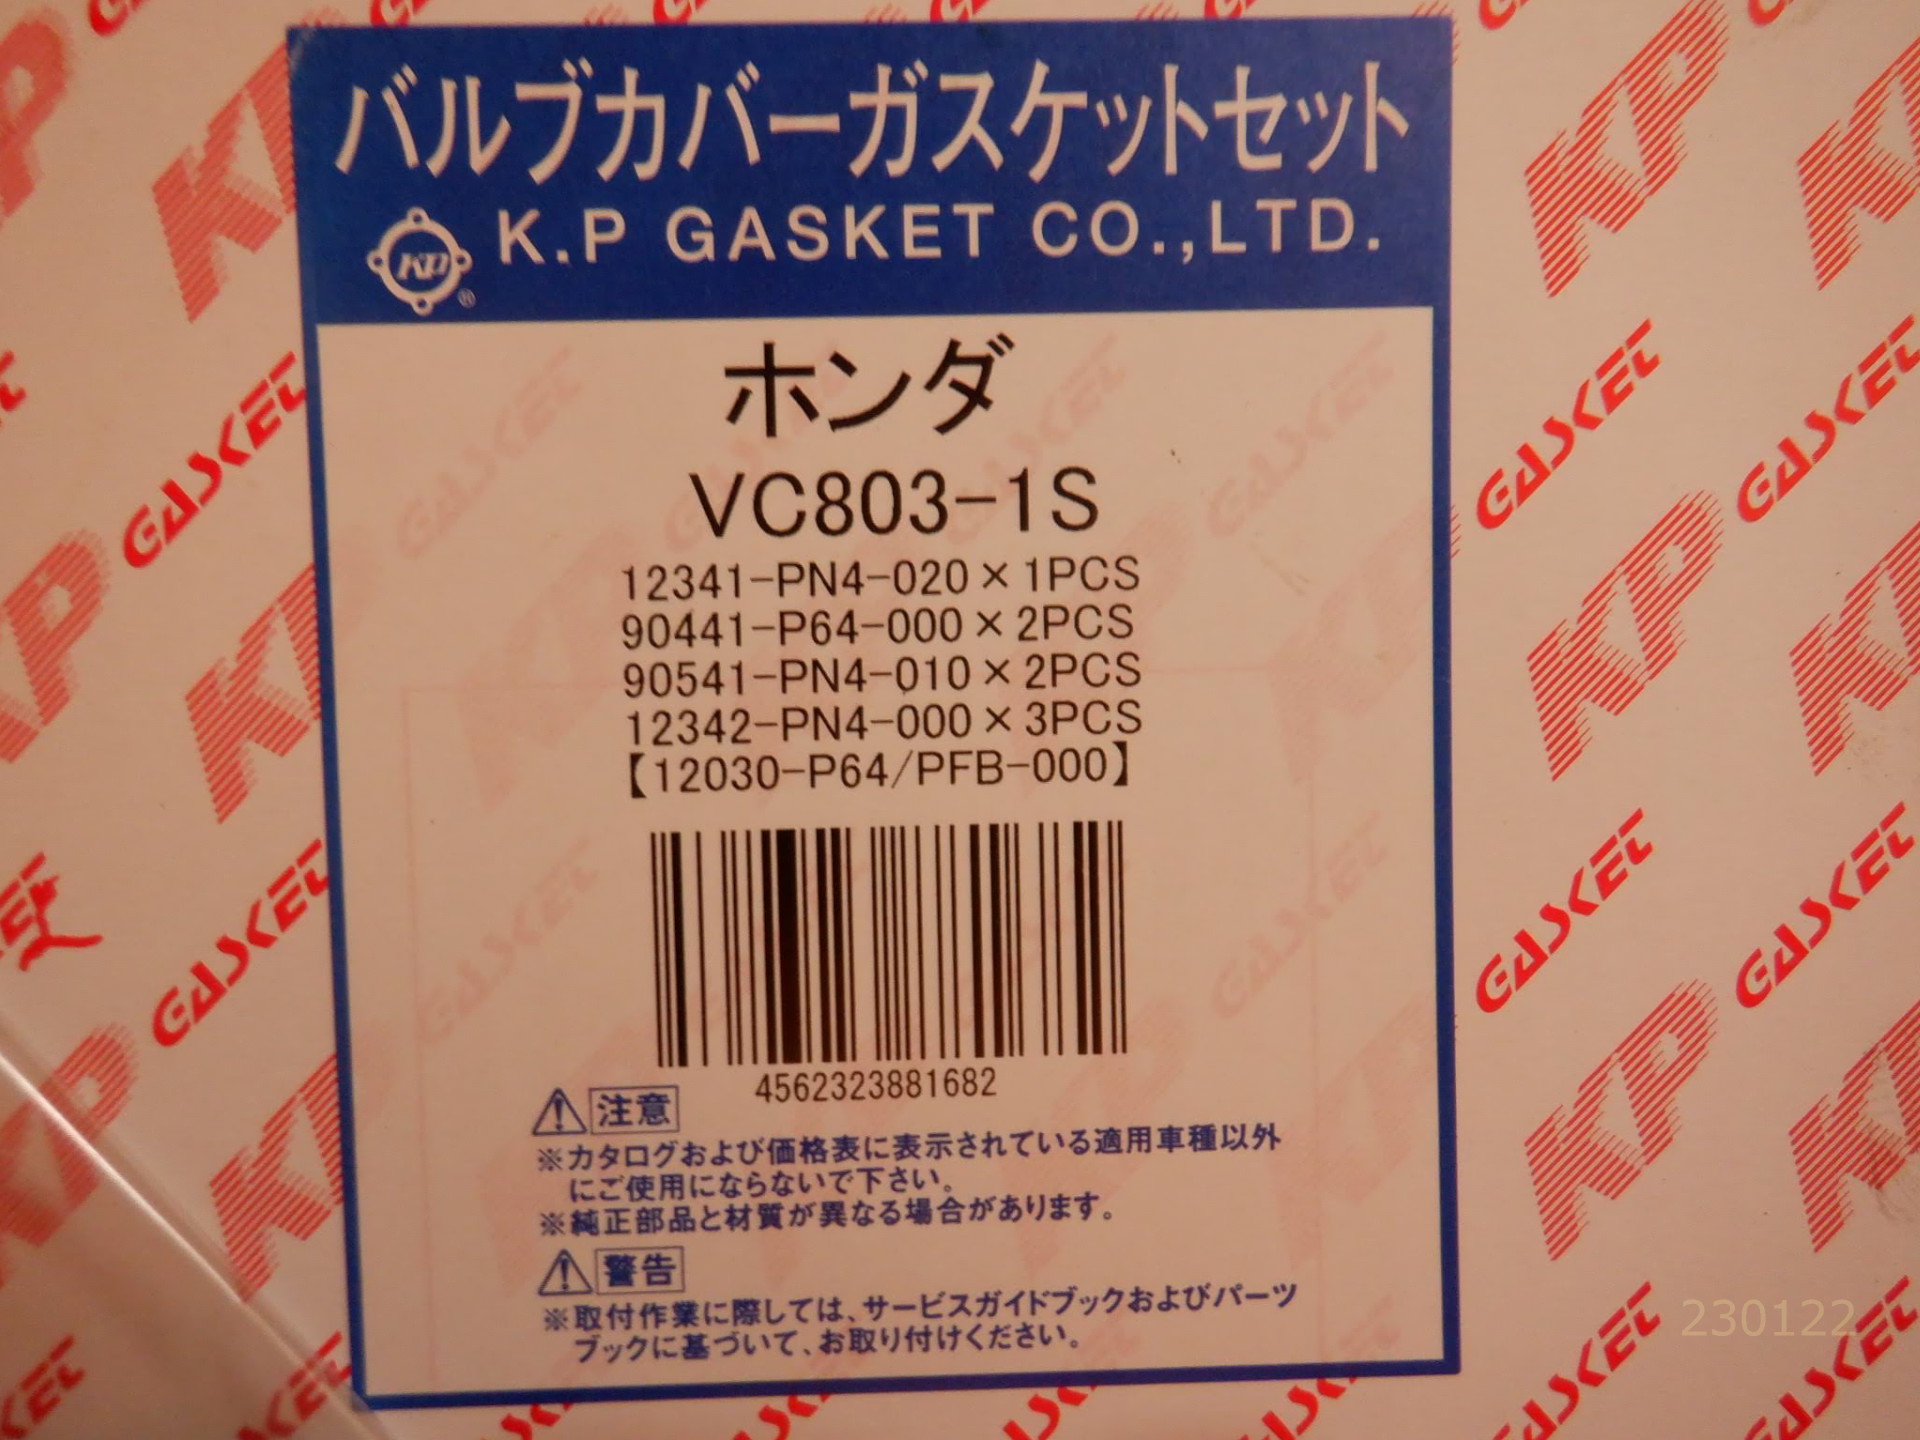 バルブカバーガスケットセット
KP ®
K.P GASKET CO.,LTD.
ホンダ
VC803-1S
12341-PN4-020×1PCS
90441-P64-000×2PCS
90541-PN4-010×2PCS
12342-PN4-000×3PCS
【12030-P64/PFB-000】
4562323881682
注意
※カタログおよび価格表に表示されている適用車種以外
にご使用にならないで下さい。
※純正部品と材質が異なる場合があります。
警告
※取付作業に際しては、サービスガイドブックおよびパーツ
ブックに基づいて、お取り付けください。
KP GASKET
230122